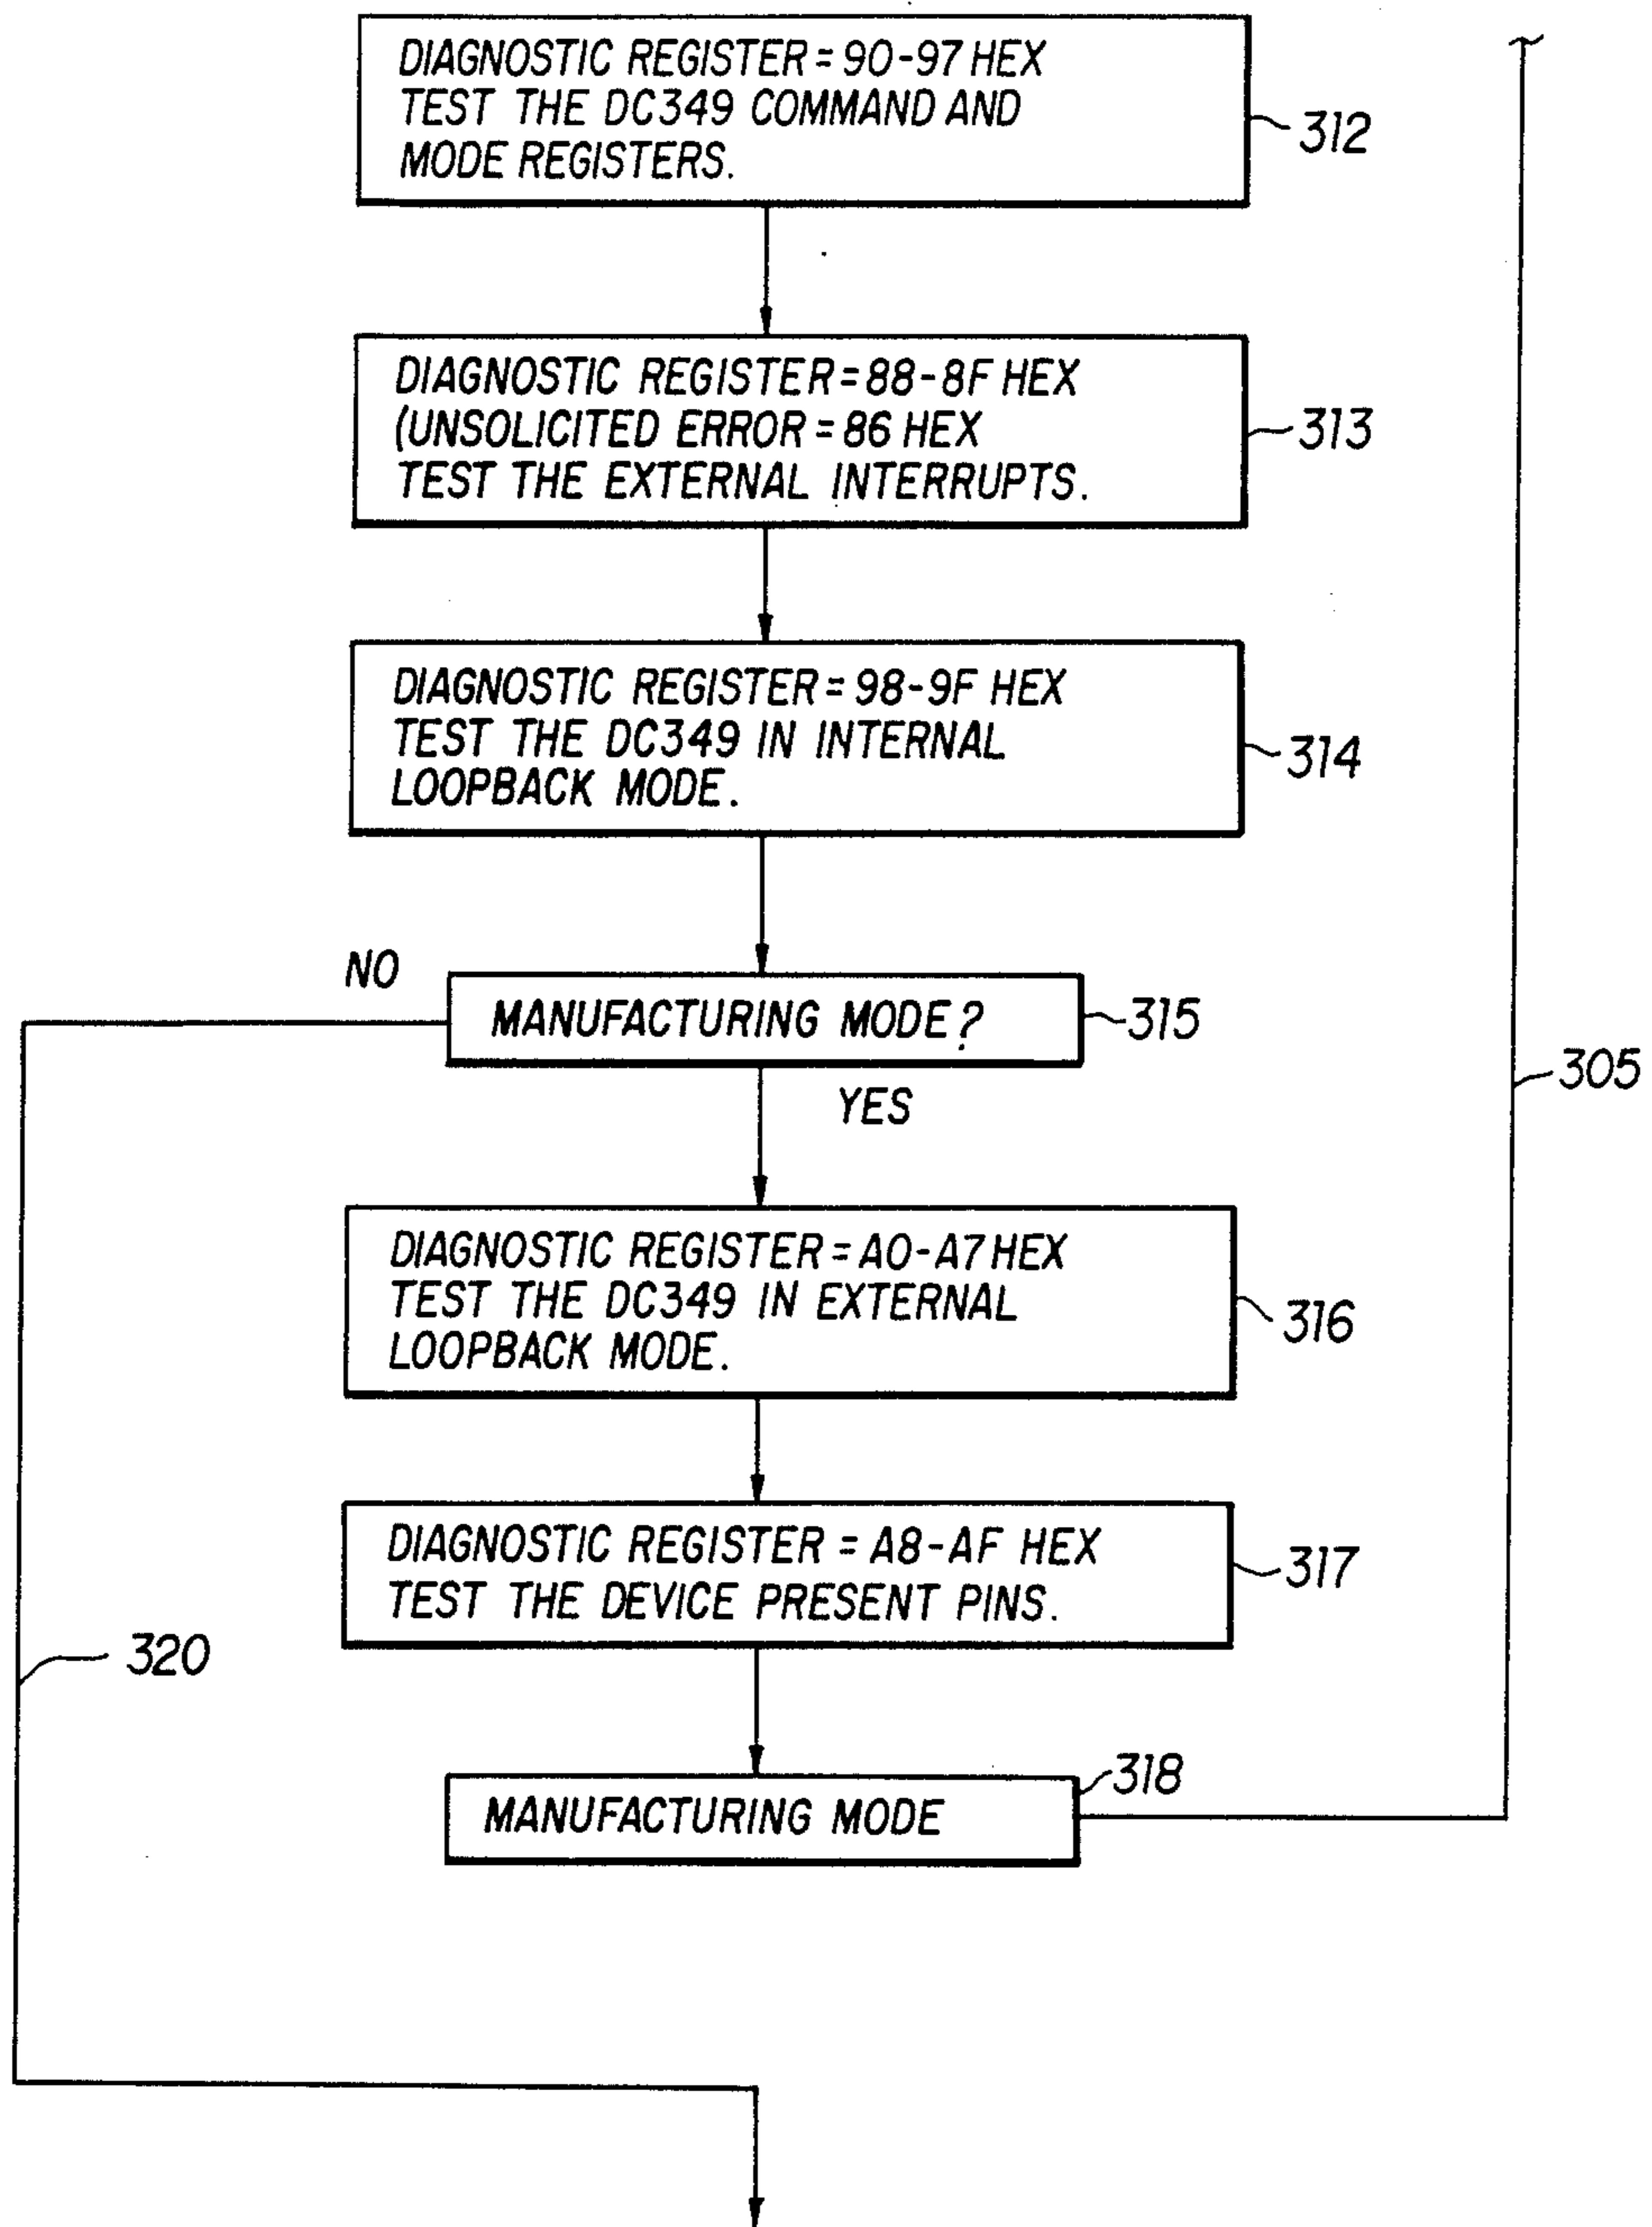 DIAGNOSTIC REGISTER = 90-97 HEX
TEST THE DC349 COMMAND AND
MODE REGISTERS.
312
DIAGNOSTIC REGISTER = 88-8F HEX
(UNSOLICITED ERROR = 86 HEX
TEST THE EXTERNAL INTERRUPTS.
313
DIAGNOSTIC REGISTER = 98-9F HEX
TEST THE DC349 IN INTERNAL
LOOPBACK MODE.
314
NO
MANUFACTURING MODE?
315
YES
305
DIAGNOSTIC REGISTER = A0-A7 HEX
TEST THE DC349 IN EXTERNAL
LOOPBACK MODE.
316
DIAGNOSTIC REGISTER = A8-AF HEX
TEST THE DEVICE PRESENT PINS.
317
320
MANUFACTURING MODE
318